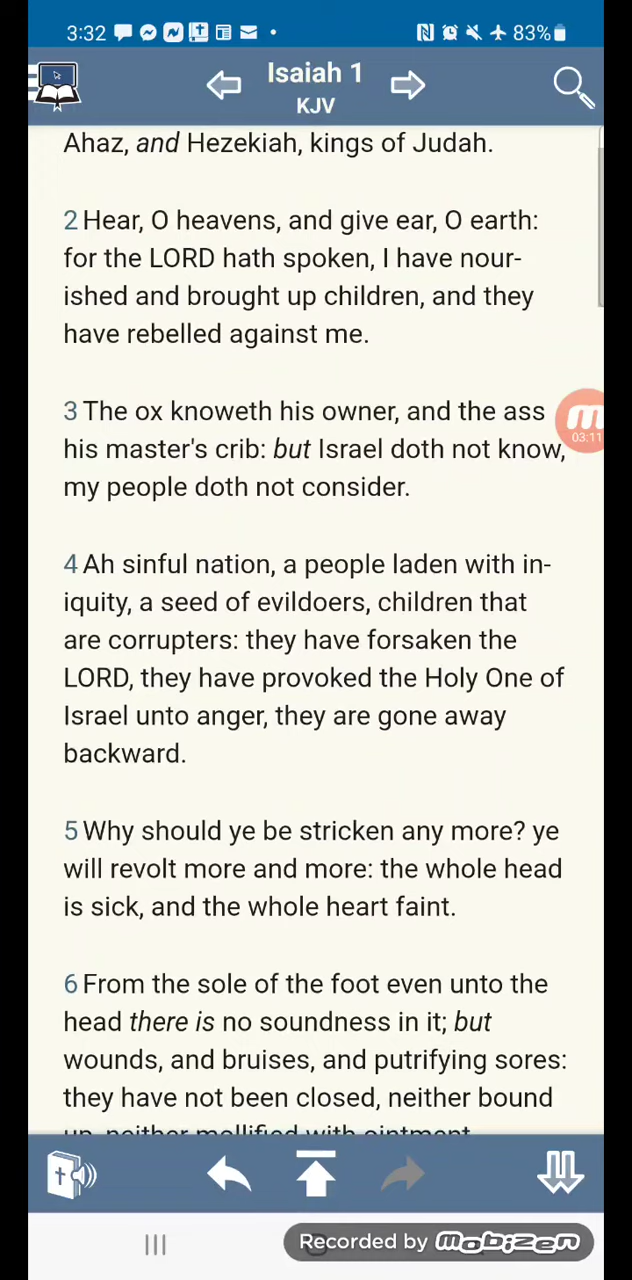 3:32 83%
Isaiah 1
KJV
Ahaz, and Hezekiah, kings of Judah.
2 Hear, O heavens, and give ear, O earth:
for the LORD hath spoken, I have nour-
ished and brought up children, and they
have rebelled against me.
3 The ox knoweth his owner, and the ass
his master's crib: but Israel doth not know,
my people doth not consider.
4 Ah sinful nation, a people laden with in-
iquity, a seed of evildoers, children that
are corrupters: they have forsaken the
LORD, they have provoked the Holy One of
Israel unto anger, they are gone away
backward.
5 Why should ye be stricken any more? ye
will revolt more and more: the whole head
is sick, and the whole heart faint.
6 From the sole of the foot even unto the
head there is no soundness in it; but
wounds, and bruises, and putrifying sores:
they have not been closed, neither bound
up, neither mollified with ointment.
m
03:11
Recorded by mobizen